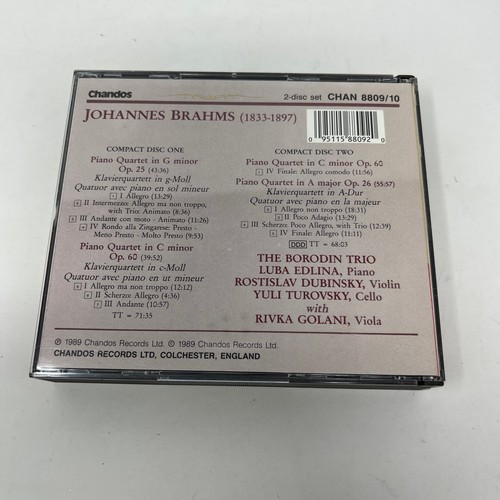 Chandos
2-disc set CHAN 8809/10
JOHANNES BRAHMS (1833-1897)
0 95115 88092 0
COMPACT DISC ONE
Piano Quartet in G minor
Op. 25 (43:36)
Klavierquartett in g-Moll
Quatuor avec piano en sol mineur
I Allegro (13:29)
II Intermezzo: Allegro ma non troppo,
with Trio: Animato (8:36)
III Andante con moto - Animato (11:26)
IV Rondo alla Zingarese: Presto -
Meno Presto - Molto Presto (9:53)
Piano Quartet in C minor
Op. 60 (39:52)
Klavierquartett in c-Moll
Quatuor avec piano en ut mineur
I Allegro ma non troppo (12:12)
II Scherzo: Allegro (4:36)
III Andante (10:57)
TT = 71:35
COMPACT DISC TWO
Piano Quartet in C minor Op. 60
IV Finale: Allegro comodo (11:56)
Piano Quartet in A major Op. 26 (55:57)
Klavierquartett in A-Dur
Quatuor avec piano en la majeur
I Allegro non troppo (18:31)
II Poco Adagio (13:29)
III Scherzo: Poco Allegro, with Trio (12:39)
IV Finale: Allegro (11:11)
DDD TT = 68:03
THE BORODIN TRIO
LUBA EDLINA, Piano
ROSTISLAV DUBINSKY, Violin
YULI TUROVSKY, Cello
with
RIVKA GOLANI, Viola
℗ 1989 Chandos Records Ltd. © 1989 Chandos Records Ltd.
CHANDOS RECORDS LTD, COLCHESTER, ENGLAND